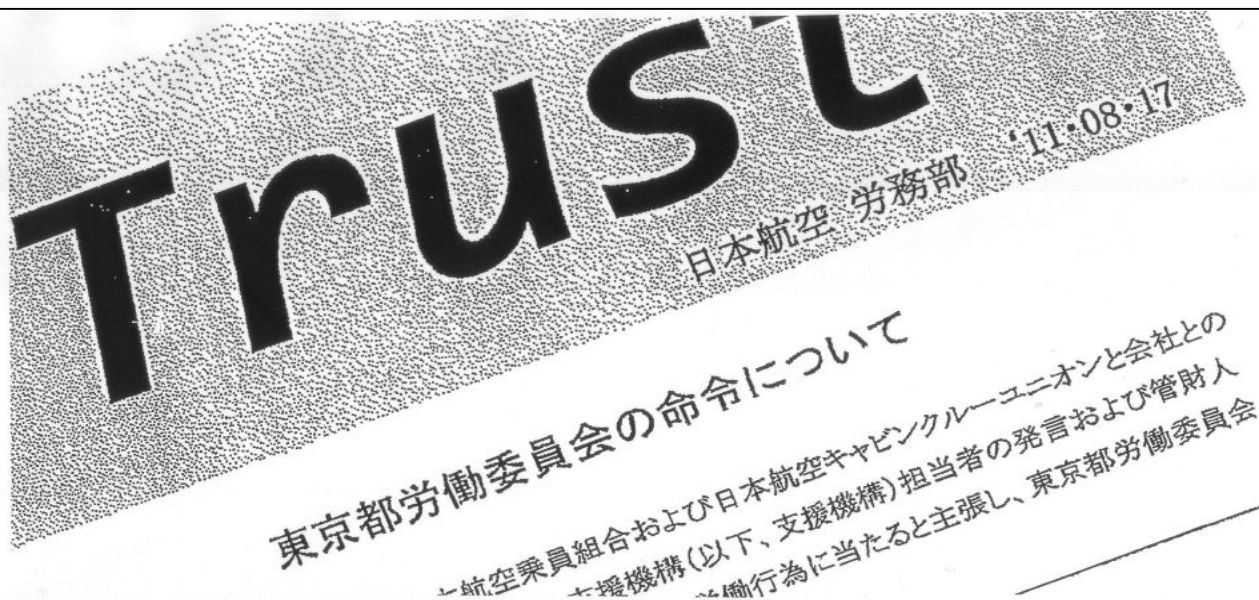 Trust
日本航空 労務部 '11・08・17
東京都労働委員会の命令について
航空乗員組合および日本航空キャビンクルーユニオンと会社との
支援機構(以下、支援機構)担当者の発言および管財人
労働行為に当たると主張し、東京都労働委員会